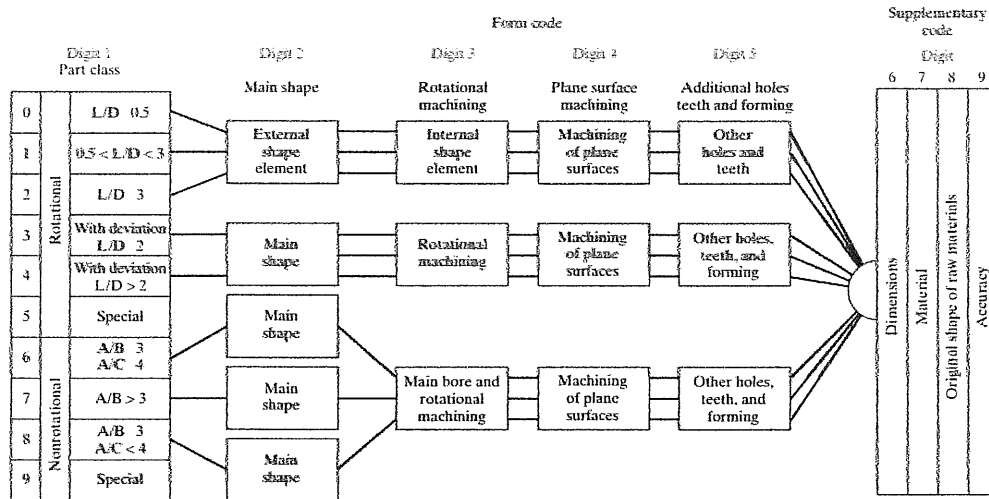 Form code
Supplementary
code
Digit 1
Digit 2
Digit 3
Digit 4
Digit 5
Digit
Part class
Main shape
Rotational
machining
Plane surface
machining
Additional holes
teeth and forming
6 7 8 9
0
L/D 0.5
1
0.5 < L/D < 3
2
L/D 3
3
With deviation
L/D 2
4
With deviation
L/D > 2
5
Special
6
A/B 3
A/C 4
7
A/B > 3
8
A/B 3
A/C < 4
9
Special
Rotational
Nonrotational
External
shape
element
Internal
shape
element
Machining
of plane
surfaces
Other
holes and
teeth
Main
shape
Rotational
machining
Machining
of plane
surfaces
Other holes,
teeth, and
forming
Main
shape
Main
shape
Main
shape
Main bore and
rotational
machining
Machining
of plane
surfaces
Other holes,
teeth, and
forming
Dimensions
Material
Original shape of raw materials
Accuracy